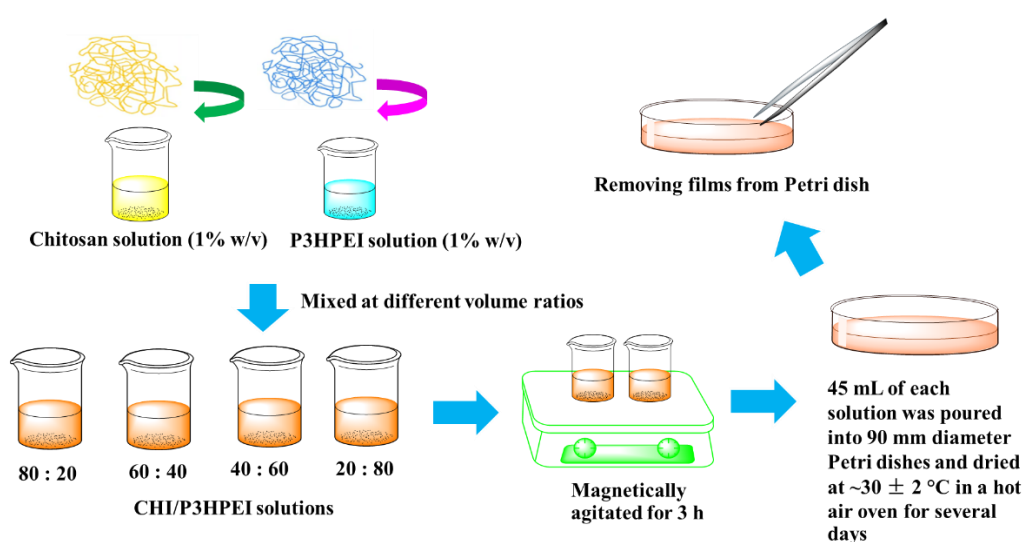 Chitosan solution (1% w/v)
P3HPEI solution (1% w/v)
Mixed at different volume ratios
80 : 20
60 : 40
40 : 60
20 : 80
CHI/P3HPEI solutions
Magnetically
agitated for 3 h
45 mL of each
solution was poured
into 90 mm diameter
Petri dishes and dried
at ~30 ± 2 °C in a hot
air oven for several
days
Removing films from Petri dish